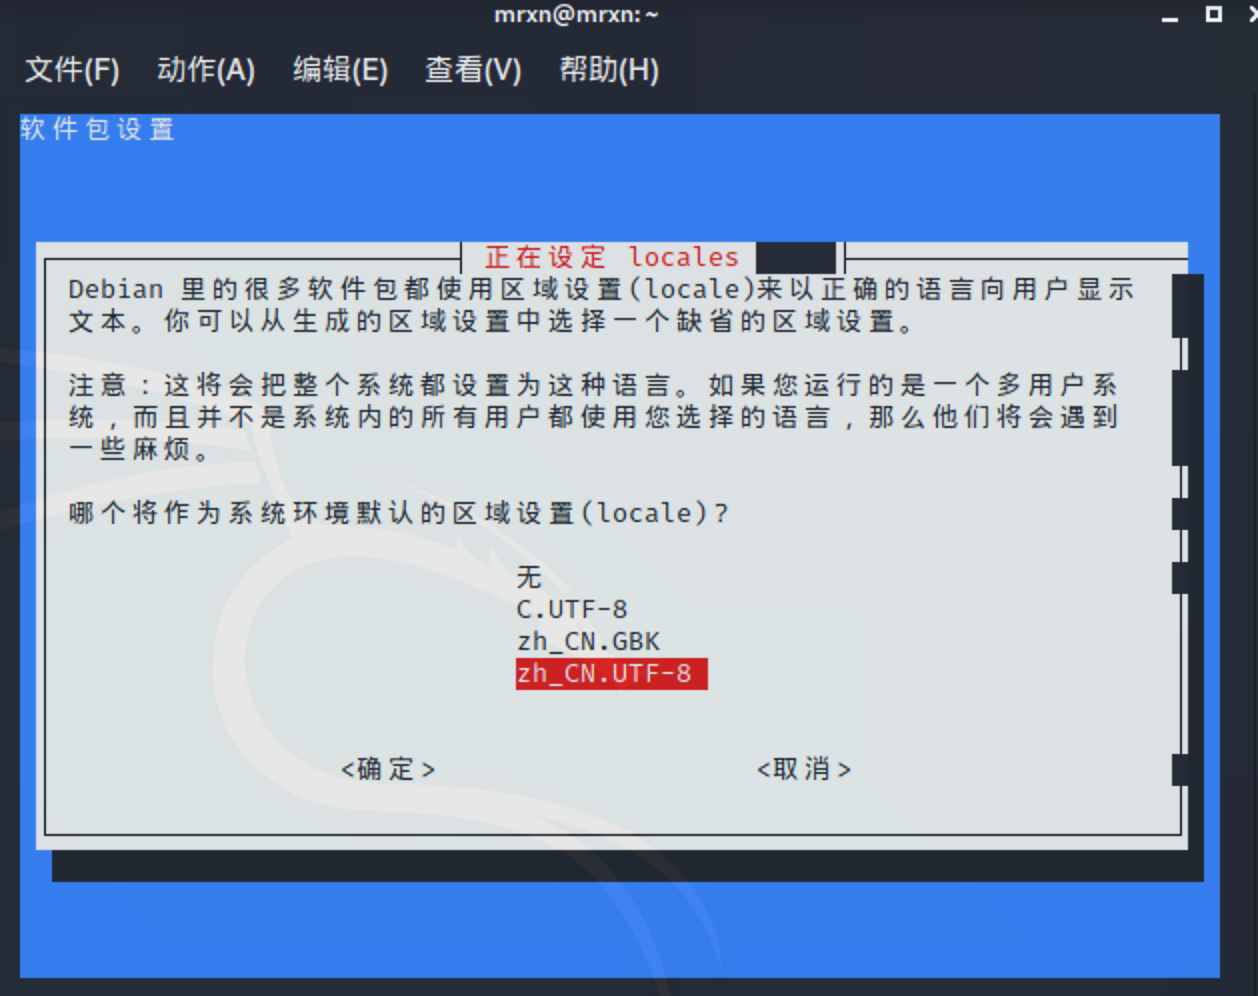 mrxn@mrxn: ~
文件(F) 动作(A) 编辑(E) 查看(V) 帮助(H)
软件包设置
正在设定 locales
Debian 里的很多软件包都使用区域设置(locale)来以正确的语言向用户显示
文本。你可以从生成的区域设置中选择一个缺省的区域设置。
注意：这将会把整个系统都设置为这种语言。如果您运行的是一个多用户系
统，而且并不是系统内的所有用户都使用您选择的语言，那么他们将会遇到
一些麻烦。
哪个将作为系统环境默认的区域设置(locale)？
无
C.UTF-8
zh_CN.GBK
zh_CN.UTF-8
<确定> <取消>